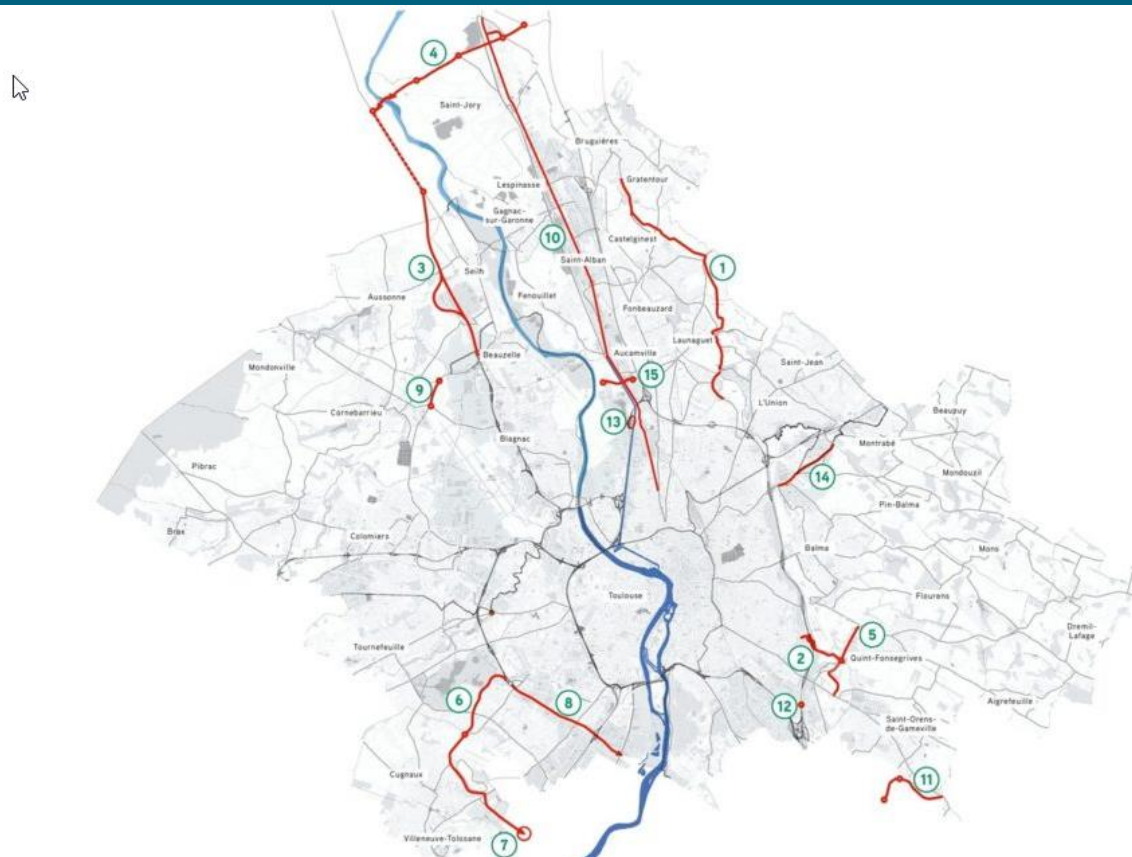 4
Saint-Jory
Bruguières
Lespinasse
Gratentour
Gagnac-
sur-Garonne
10
Castelginest
Saint-Alban
1
3
Seilh
Aussonne
Fenouillet
Fonbeauzard
Launaguet
Beauzelle
Aucamville
Saint-Jean
Mondonville
15
9
L'Union
Cornebarrieu
Beaupuy
13
Blagnac
Montrabé
Pibrac
14
Mondouzil
Pin-Balma
Brax
Colomiers
Balma
Mons
Toulouse
Flourens
Drémil-
Lafage
5
Tournefeuille
2
Quint-Fonsegrives
6
8
12
Aigrefeuille
Saint-Orens-
de-Gameville
Cugnaux
11
Villeneuve-Tolosane
7